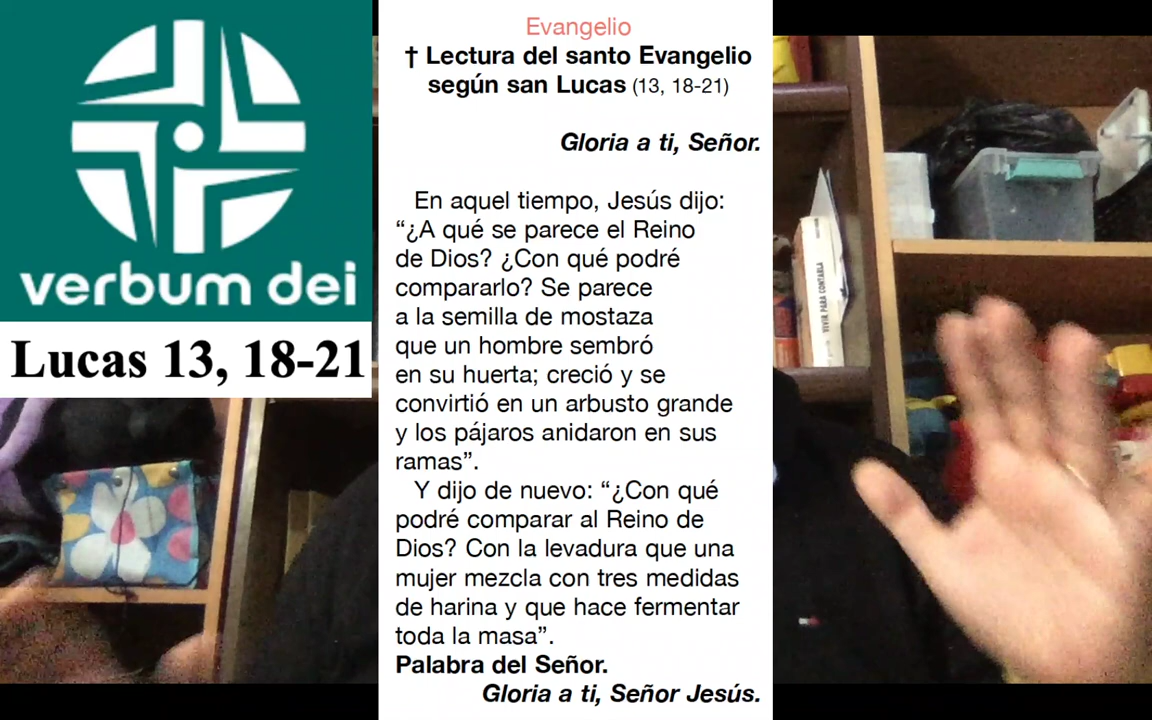 verbum dei
Lucas 13, 18-21
Evangelio
† Lectura del santo Evangelio
según san Lucas (13, 18-21)
Gloria a ti, Señor.
En aquel tiempo, Jesús dijo:
“¿A qué se parece el Reino
de Dios? ¿Con qué podré
compararlo? Se parece
a la semilla de mostaza
que un hombre sembró
en su huerta; creció y se
convirtió en un arbusto grande
y los pájaros anidaron en sus
ramas”.
Y dijo de nuevo: “¿Con qué
podré comparar al Reino de
Dios? Con la levadura que una
mujer mezcla con tres medidas
de harina y que hace fermentar
toda la masa”.
Palabra del Señor.
Gloria a ti, Señor Jesús.
VIVIR PARA CONTARLA